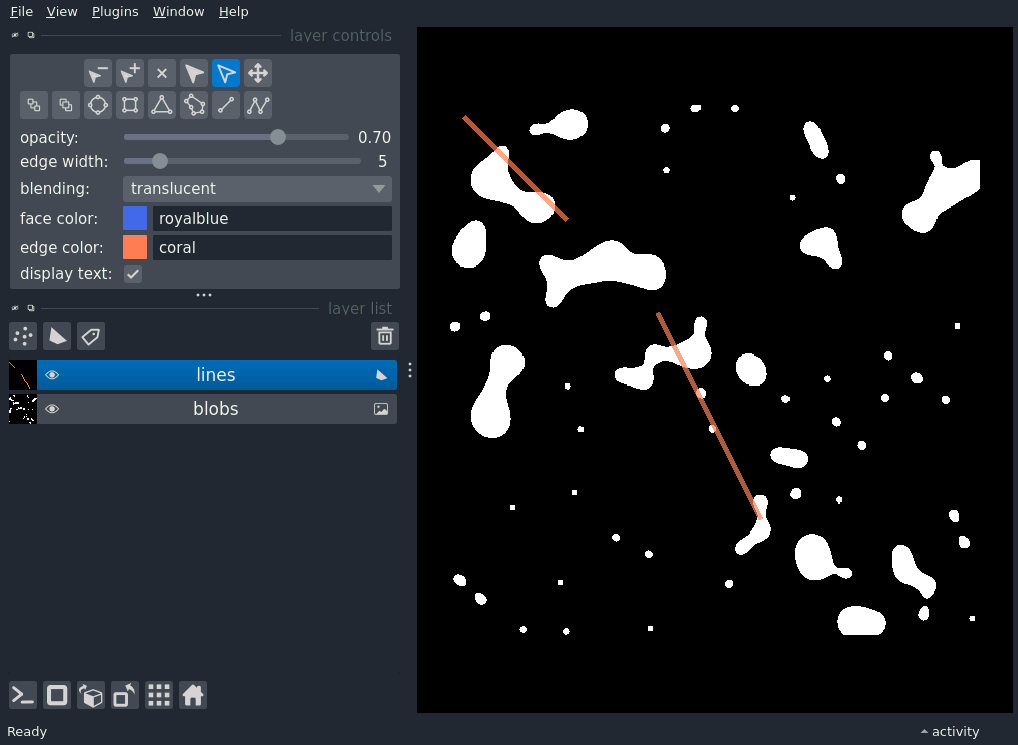 File View Plugins Window Help
layer controls
opacity: 0.70
edge width: 5
blending: translucent
face color: royalblue
edge color: coral
display text:
layer list
lines
blobs
Ready activity